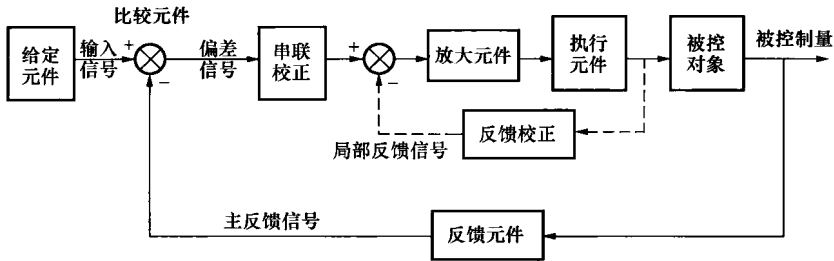 比较元件
给定
元件
输入
信号
+
−
偏差
信号
串联
校正
+
−
放大元件
执行
元件
被控
对象
被控制量
局部反馈信号
反馈校正
主反馈信号
反馈元件